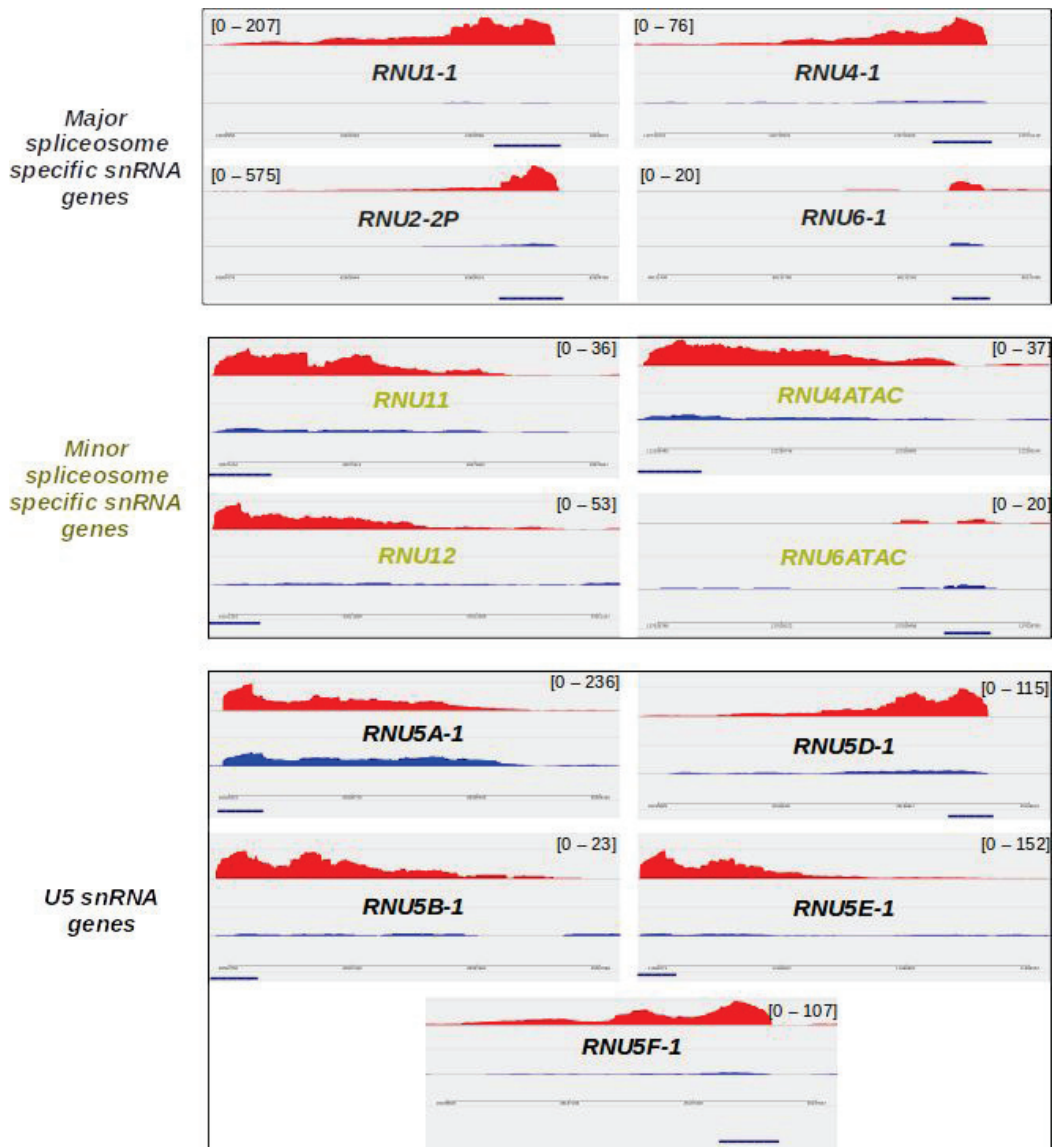 Major
spliceosome
specific snRNA
genes
[0 – 207]
RNU1-1
[0 – 76]
RNU4-1
[0 – 575]
RNU2-2P
[0 – 20]
RNU6-1
Minor
spliceosome
specific snRNA
genes
[0 – 36]
RNU11
[0 – 37]
RNU4ATAC
[0 – 53]
RNU12
[0 – 20]
RNU6ATAC
U5 snRNA
genes
[0 – 236]
RNU5A-1
[0 – 115]
RNU5D-1
[0 – 23]
RNU5B-1
[0 – 152]
RNU5E-1
[0 – 107]
RNU5F-1